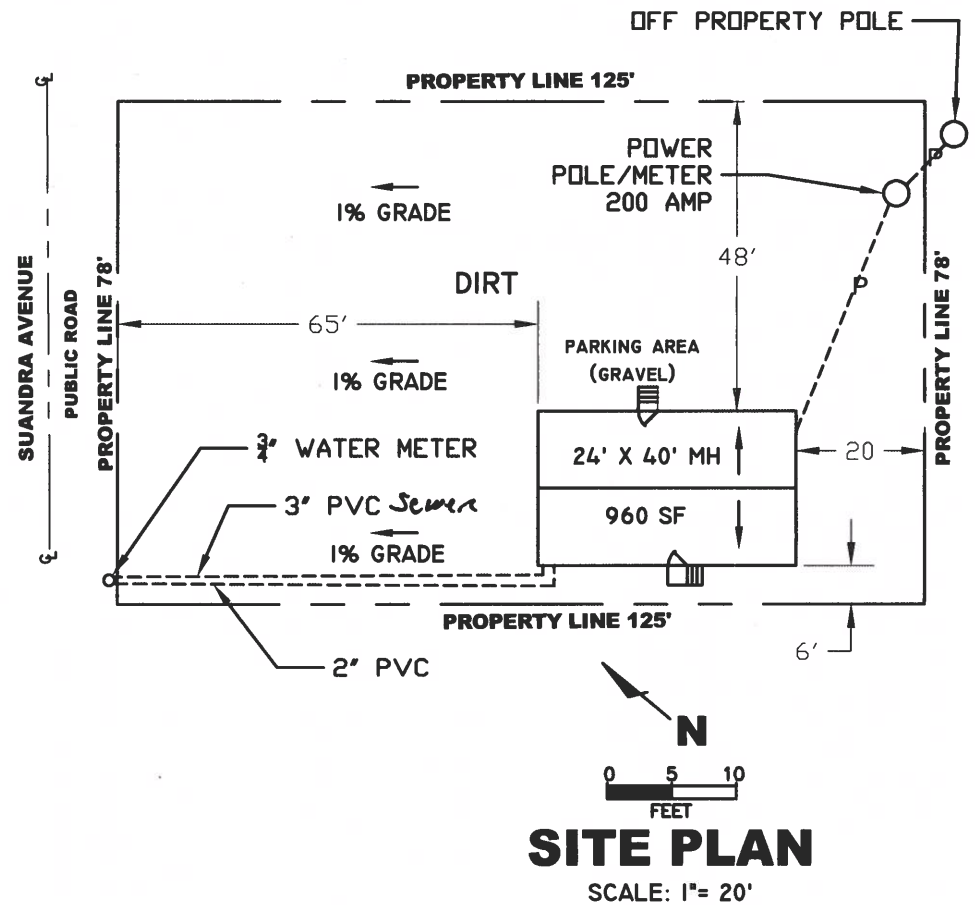 OFF PROPERTY POLE
PROPERTY LINE 125'
POWER
POLE/METER
200 AMP
P
1% GRADE
48'
SUANDRA AVENUE
PUBLIC ROAD
PROPERTY LINE 78'
DIRT
P
PROPERTY LINE 78'
65'
PARKING AREA
(GRAVEL)
1% GRADE
3/4" WATER METER
24' X 40' MH
20
3" PVC Sewer
960 SF
1% GRADE
PROPERTY LINE 125'
6'
2" PVC
N
0 5 10
FEET
SITE PLAN
SCALE: 1"= 20'